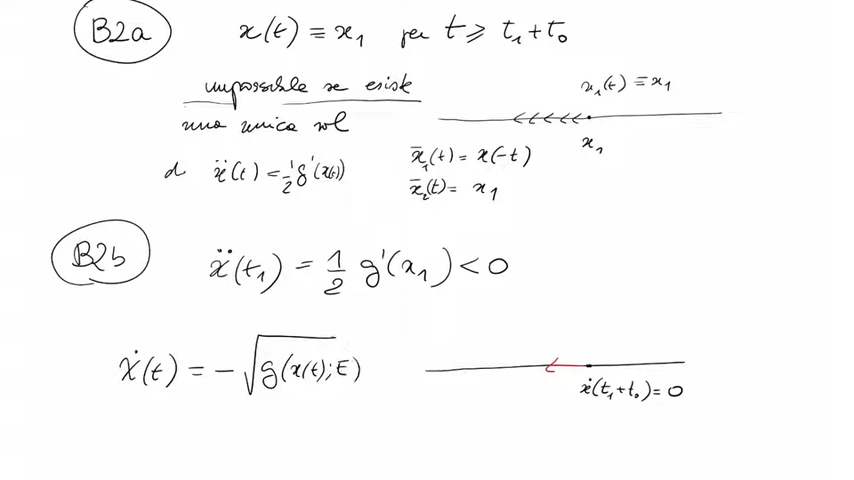 B2a x(t) ≡ x₁ per t ≥ t₁ + t₀
impossibile se esiste
una unica sol
d ẍ(t) = 1/2 g'(x(t))
x₁(t) ≡ x₁
x₁
x̄₁(t) = x(-t)
x̄₂(t) = x₁
B2b ẍ(t₁) = 1/2 g'(x₁) < 0
ẋ(t) = -√g(x(t);E)
ẋ(t₁+t₀) = 0